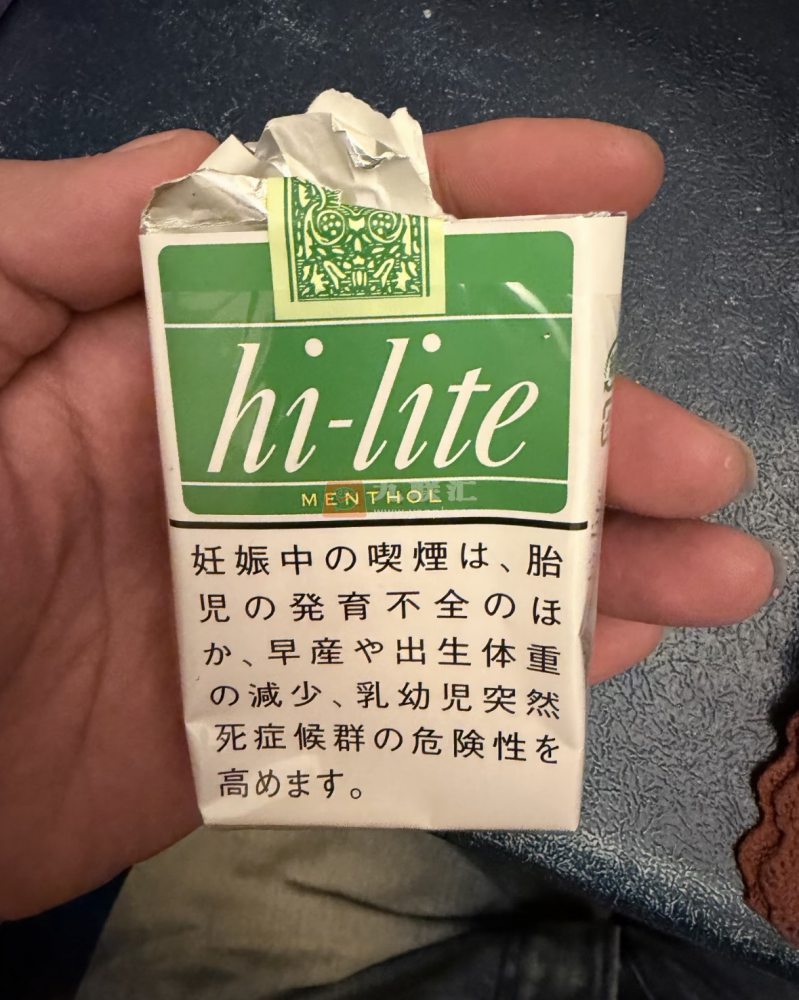 hi-lite
MENTHOL
妊娠中の喫煙は、胎
児の発育不全のほ
か、早産や出生体重
の減少、乳幼児突然
死症候群の危険性を
高めます。